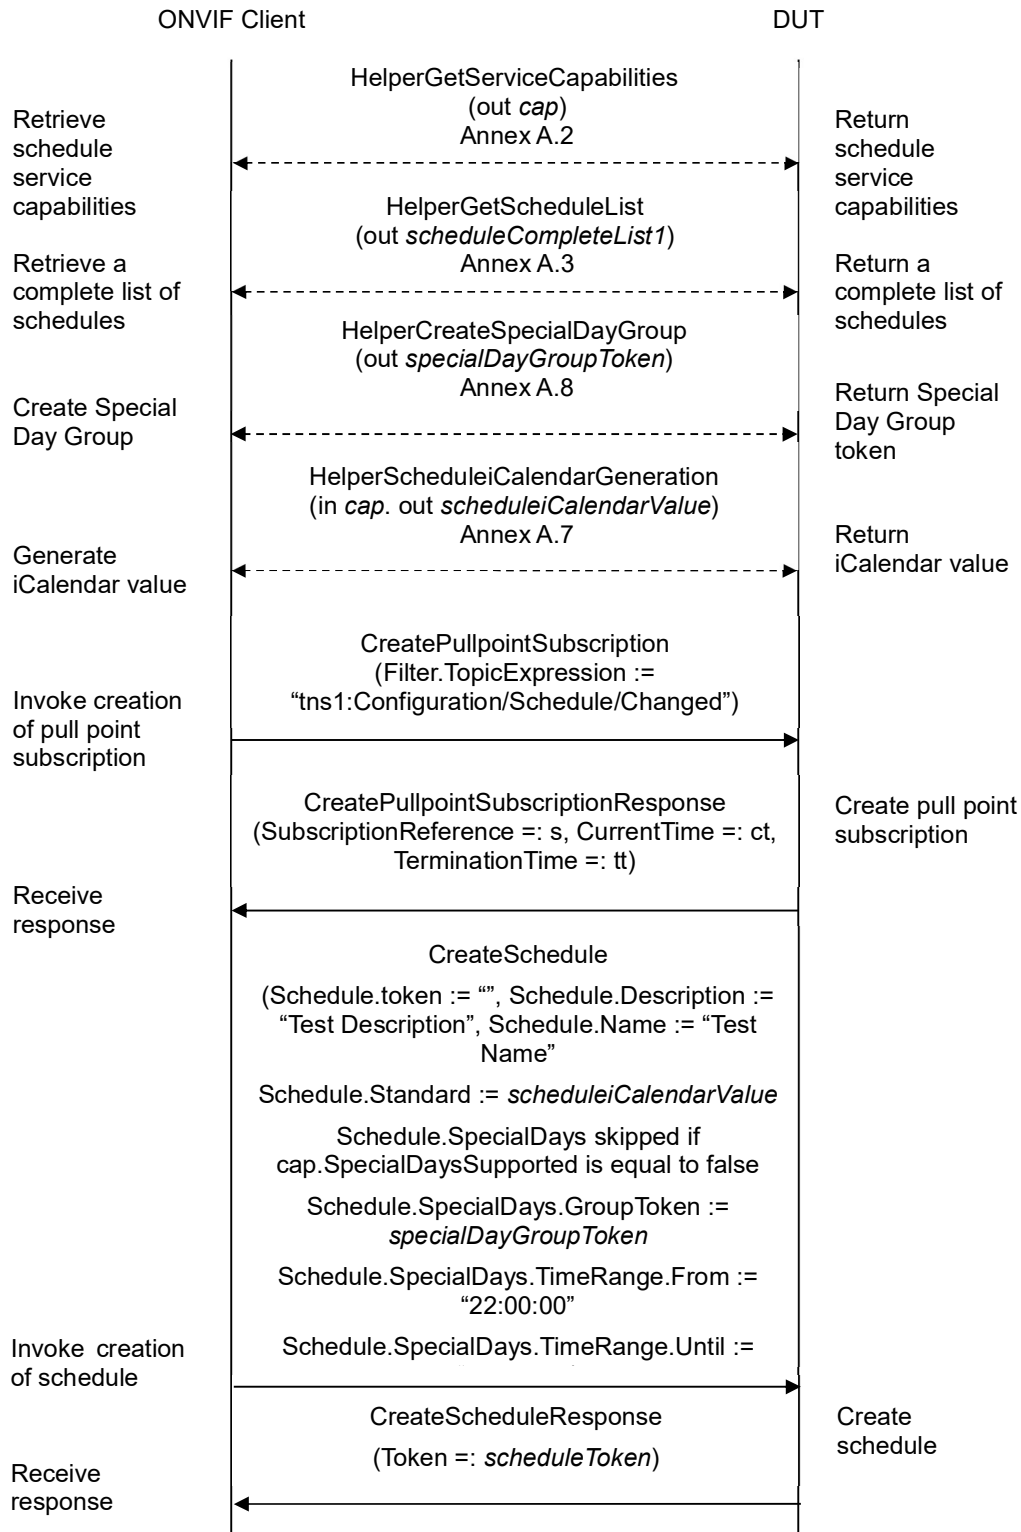 ONVIF Client
DUT
HelperGetServiceCapabilities
(out cap)
Annex A.2
Retrieve
schedule
service
capabilities
Return
schedule
service
capabilities
HelperGetScheduleList
(out scheduleCompleteList1)
Annex A.3
Retrieve a
complete list of
schedules
Return a
complete list of
schedules
HelperCreateSpecialDayGroup
(out specialDayGroupToken)
Annex A.8
Create Special
Day Group
Return Special
Day Group
token
HelperScheduleiCalendarGeneration
(in cap. out scheduleiCalendarValue)
Annex A.7
Generate
iCalendar value
Return
iCalendar value
CreatePullpointSubscription
(Filter.TopicExpression :=
“tns1:Configuration/Schedule/Changed”)
Invoke creation
of pull point
subscription
CreatePullpointSubscriptionResponse
(SubscriptionReference =: s, CurrentTime =: ct,
TerminationTime =: tt)
Create pull point
subscription
Receive
response
CreateSchedule
(Schedule.token := “”, Schedule.Description :=
“Test Description”, Schedule.Name := “Test
Name”
Schedule.Standard := scheduleiCalendarValue
Schedule.SpecialDays skipped if
cap.SpecialDaysSupported is equal to false
Schedule.SpecialDays.GroupToken :=
specialDayGroupToken
Schedule.SpecialDays.TimeRange.From :=
“22:00:00”
Schedule.SpecialDays.TimeRange.Until :=
Invoke  creation
of schedule
CreateScheduleResponse
(Token =: scheduleToken)
Create
schedule
Receive
response